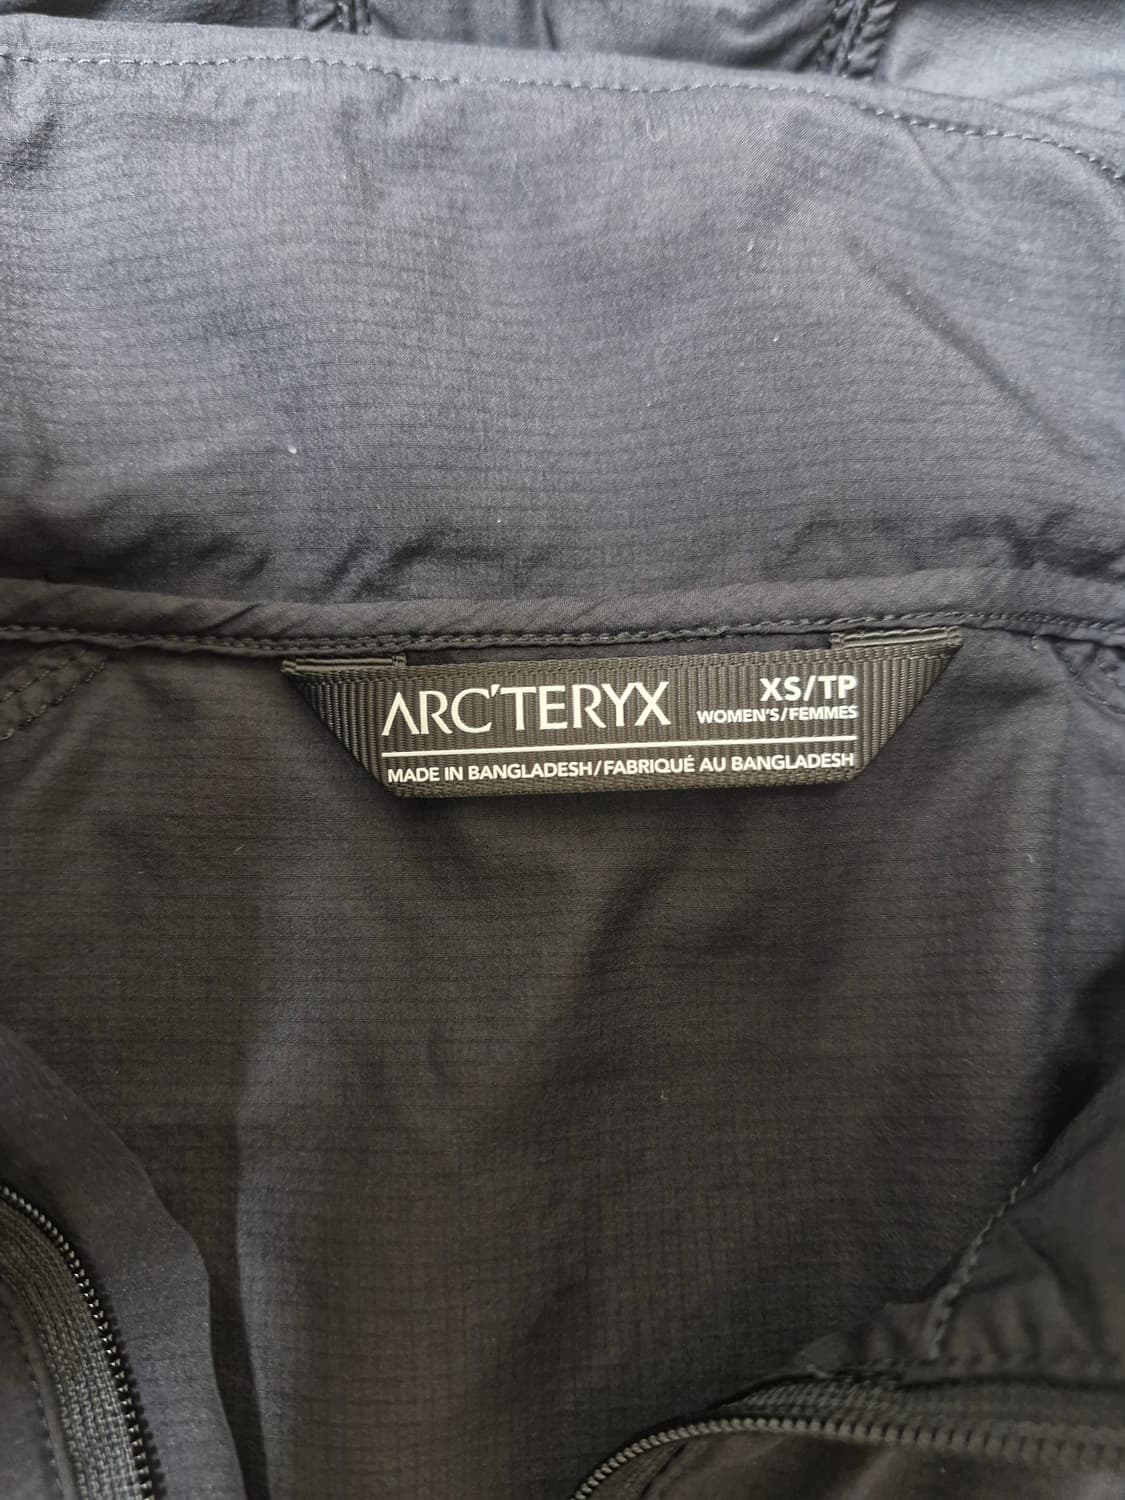 ARC'TERYX
XS/TP
WOMEN'S/FEMMES
MADE IN BANGLADESH/FABRIQUÉ AU BANGLADESH